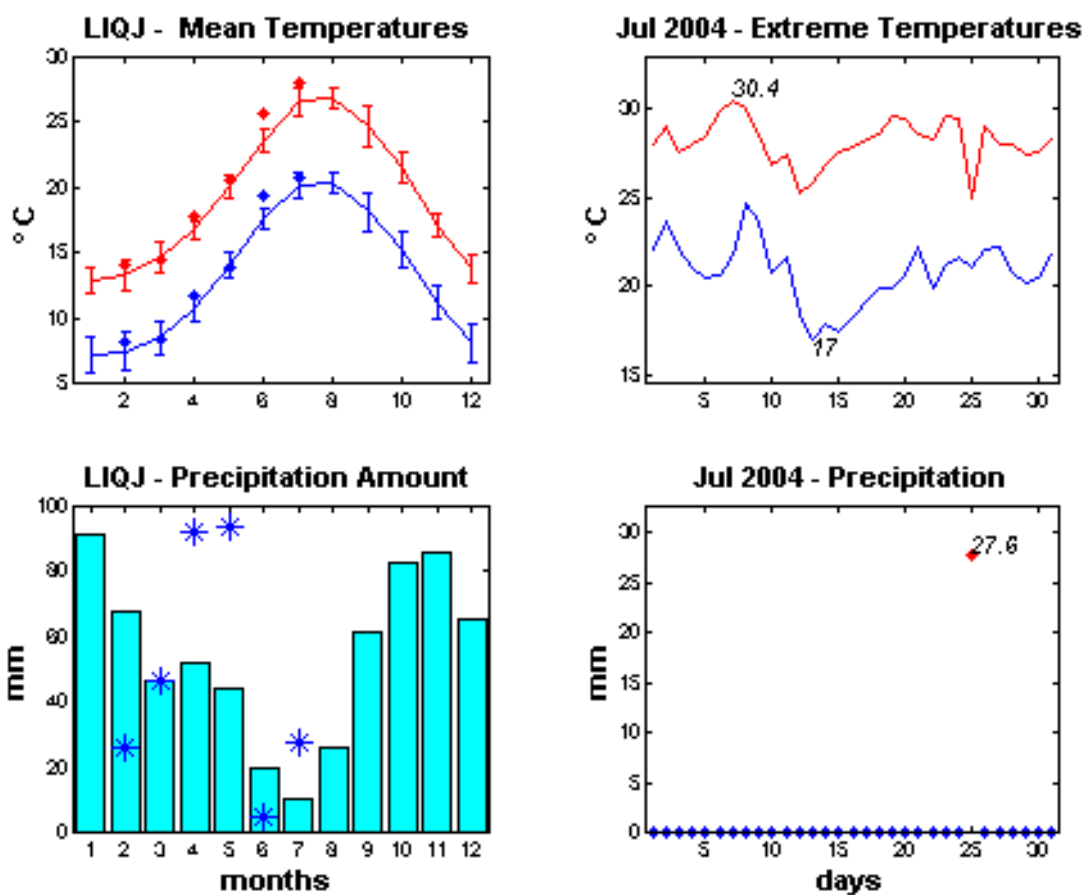 LIQJ - Mean Temperatures
30
25
20
15
10
5
°C
2 4 6 8 10 12
Jul 2004 - Extreme Temperatures
30
25
20
15
°C
30.4
17
5 10 15 20 25 30
LIQJ - Precipitation Amount
100
80
60
40
20
0
mm
1 2 3 4 5 6 7 8 9 10 11 12
months
Jul 2004 - Precipitation
30
25
20
15
10
5
0
mm
27.6
5 10 15 20 25 30
days